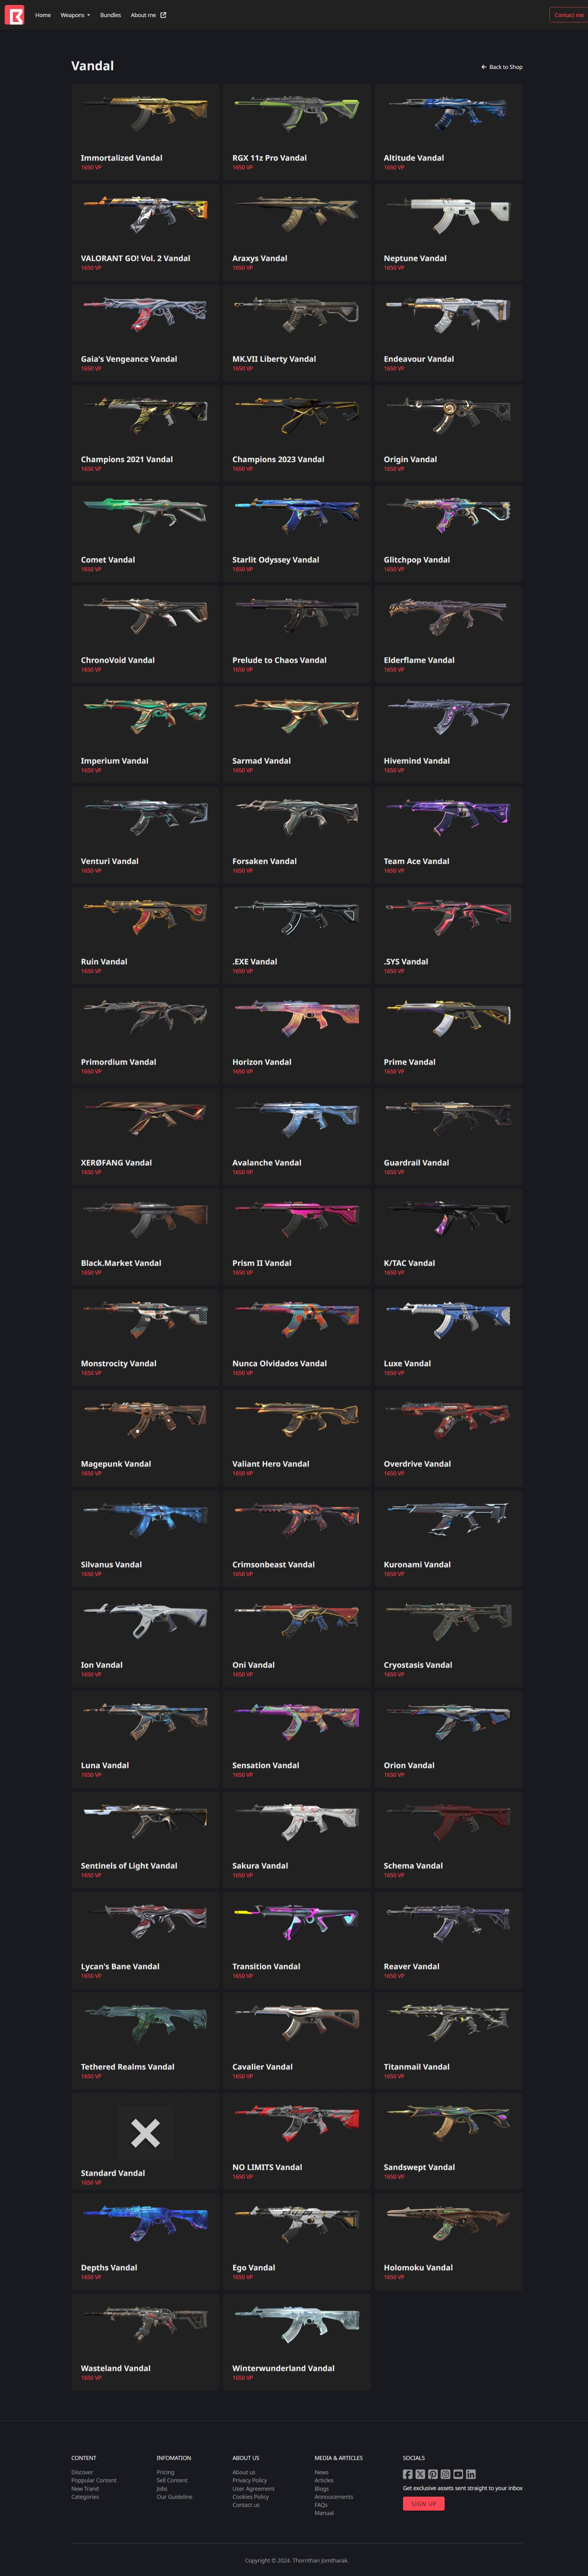 Home Weapons Bundles About me Contact me
Vandal
Back to Shop
Immortalized Vandal RGX 11z Pro Vandal Altitude Vandal
1650 VP 1650 VP 1650 VP
VALORANT GO! Vol. 2 Vandal Araxys Vandal Neptune Vandal
1650 VP 1650 VP 1650 VP
Gaia's Vengeance Vandal MK.VII Liberty Vandal Endeavour Vandal
1650 VP 1650 VP 1650 VP
Champions 2021 Vandal Champions 2023 Vandal Origin Vandal
1650 VP 1650 VP 1650 VP
Comet Vandal Starlit Odyssey Vandal Glitchpop Vandal
1650 VP 1650 VP 1650 VP
ChronoVoid Vandal Prelude to Chaos Vandal Elderflame Vandal
1650 VP 1650 VP 1650 VP
Imperium Vandal Sarmad Vandal Hivemind Vandal
1650 VP 1650 VP 1650 VP
Venturi Vandal Forsaken Vandal Team Ace Vandal
1650 VP 1650 VP 1650 VP
Ruin Vandal .EXE Vandal .SYS Vandal
1650 VP 1650 VP 1650 VP
Primordium Vandal Horizon Vandal Prime Vandal
1650 VP 1650 VP 1650 VP
XERØFANG Vandal Avalanche Vandal Guardrail Vandal
1650 VP 1650 VP 1650 VP
Black.Market Vandal Prism II Vandal K/TAC Vandal
1650 VP 1650 VP 1650 VP
Monstrocity Vandal Nunca Olvidados Vandal Luxe Vandal
1650 VP 1650 VP 1650 VP
Magepunk Vandal Valiant Hero Vandal Overdrive Vandal
1650 VP 1650 VP 1650 VP
Silvanus Vandal Crimsonbeast Vandal Kuronami Vandal
1650 VP 1650 VP 1650 VP
Ion Vandal Oni Vandal Cryostasis Vandal
1650 VP 1650 VP 1650 VP
Luna Vandal Sensation Vandal Orion Vandal
1650 VP 1650 VP 1650 VP
Sentinels of Light Vandal Sakura Vandal Schema Vandal
1650 VP 1650 VP 1650 VP
Lycan's Bane Vandal Transition Vandal Reaver Vandal
1650 VP 1650 VP 1650 VP
Tethered Realms Vandal Cavalier Vandal Titanmail Vandal
1650 VP 1650 VP 1650 VP
Standard Vandal NO LIMITS Vandal Sandswept Vandal
1650 VP 1650 VP 1650 VP
Depths Vandal Ego Vandal Holomoku Vandal
1650 VP 1650 VP 1650 VP
Wasteland Vandal Winterwunderland Vandal
1650 VP 1650 VP
CONTENT
Discover
Poppular Content
New Trand
Categories
INFOMATION
Pricing
Sell Content
Jobs
Our Guideline
ABOUT US
About us
Privacy Policy
User Agreement
Cookies Policy
Contact us
MEDIA & ARTICLES
News
Articles
Blogs
Annoucements
FAQs
Manual
SOCIALS
Get exclusive assets sent straight to your inbox
SIGN UP
Copyright © 2024. Thornthan Jomtharak.